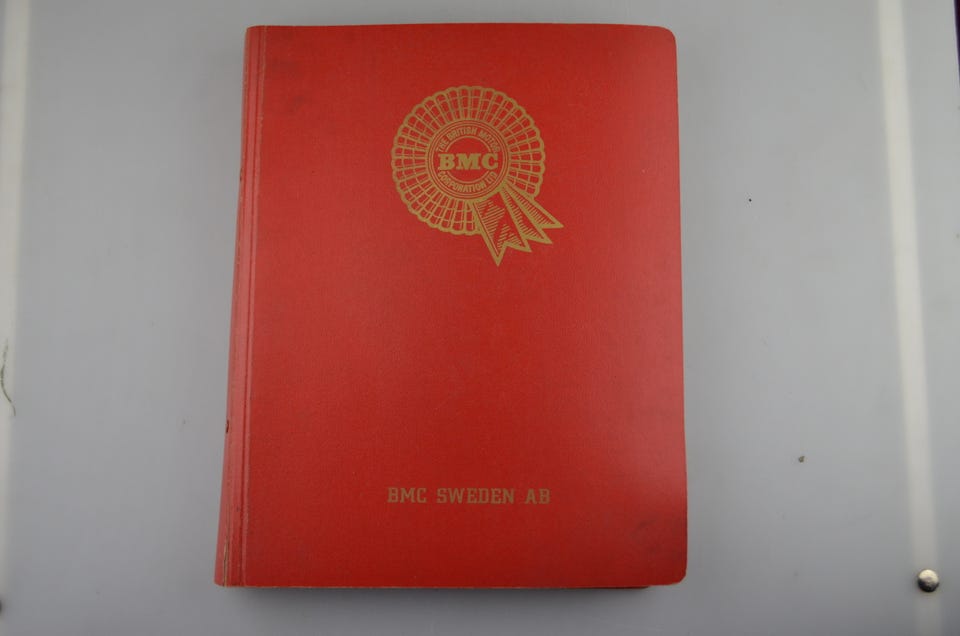 THE BRITISH MOTOR
BMC
CORPORATION LTD
BMC SWEDEN AB